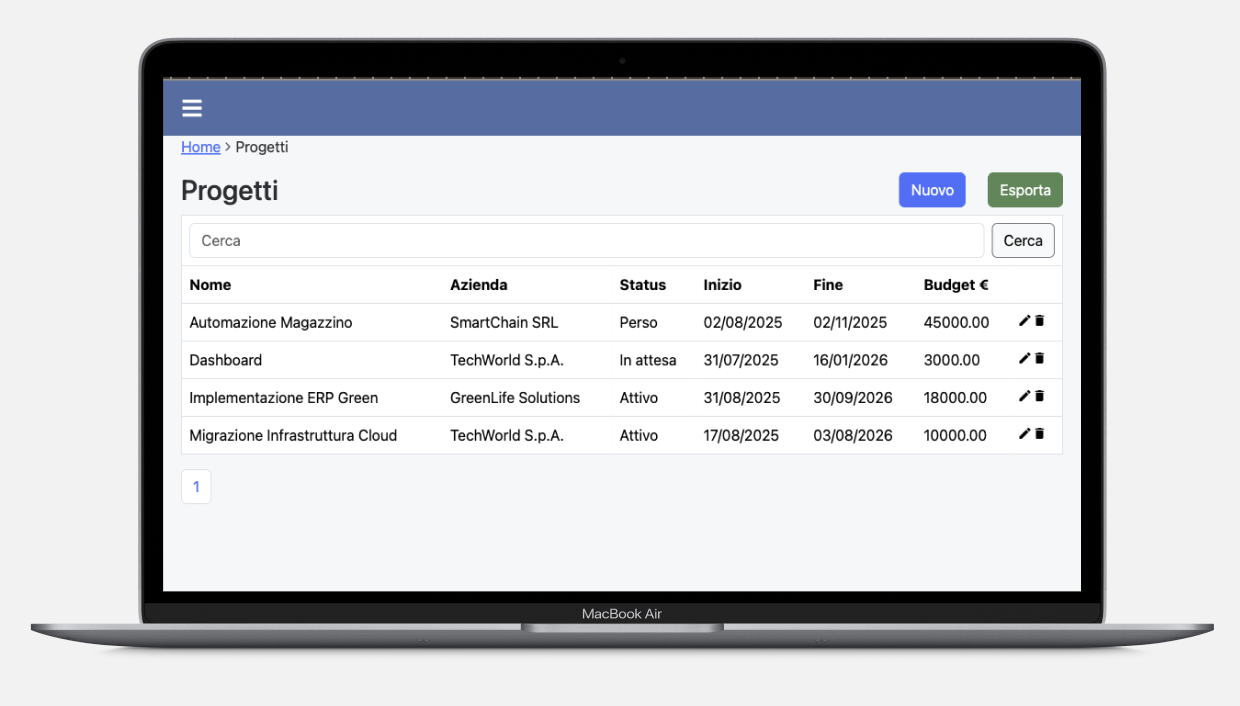 Home > Progetti
Progetti Nuovo Esporta
Cerca Cerca
Nome Azienda Status Inizio Fine Budget €
Automazione Magazzino SmartChain SRL Perso 02/08/2025 02/11/2025 45000.00
Dashboard TechWorld S.p.A. In attesa 31/07/2025 16/01/2026 3000.00
Implementazione ERP Green GreenLife Solutions Attivo 31/08/2025 30/09/2026 18000.00
Migrazione Infrastruttura Cloud TechWorld S.p.A. Attivo 17/08/2025 03/08/2026 10000.00
1
MacBook Air